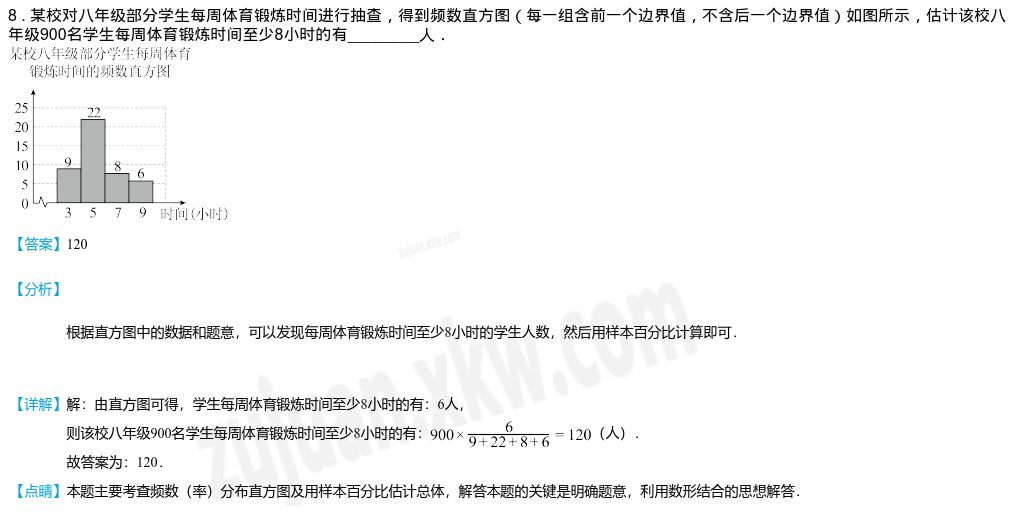 8．某校对八年级部分学生每周体育锻炼时间进行抽查，得到频数直方图（每一组含前一个边界值，不含后一个边界值）如图所示，估计该校八
年级900名学生每周体育锻炼时间至少8小时的有_________人．
某校八年级部分学生每周体育
锻炼时间的频数直方图
25
20
15
10
5
0
9
22
8
6
3 5 7 9 时间(小时)
【答案】120
【分析】
根据直方图中的数据和题意，可以发现每周体育锻炼时间至少8小时的学生人数，然后用样本百分比计算即可．
【详解】解：由直方图可得，学生每周体育锻炼时间至少8小时的有：6人，
则该校八年级900名学生每周体育锻炼时间至少8小时的有：900×6/(9+22+8+6)=120（人）．
故答案为：120．
【点睛】本题主要考查频数（率）分布直方图及用样本百分比估计总体，解答本题的关键是明确题意，利用数形结合的思想解答．
zujuan.xkw.com
zujuan.xkw.com